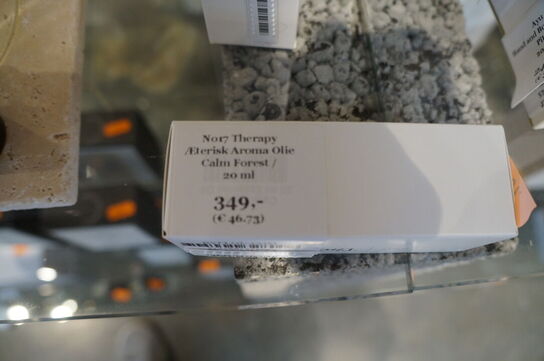 No17 Therapy
Æterisk Aroma Olie
Calm Forest /
20 ml
349,-
(€ 46.73)